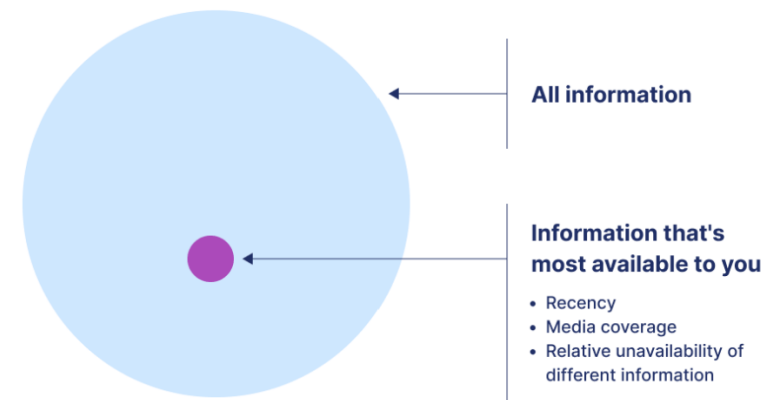 All information
Information that's
most available to you
• Recency
• Media coverage
• Relative unavailability of
different information